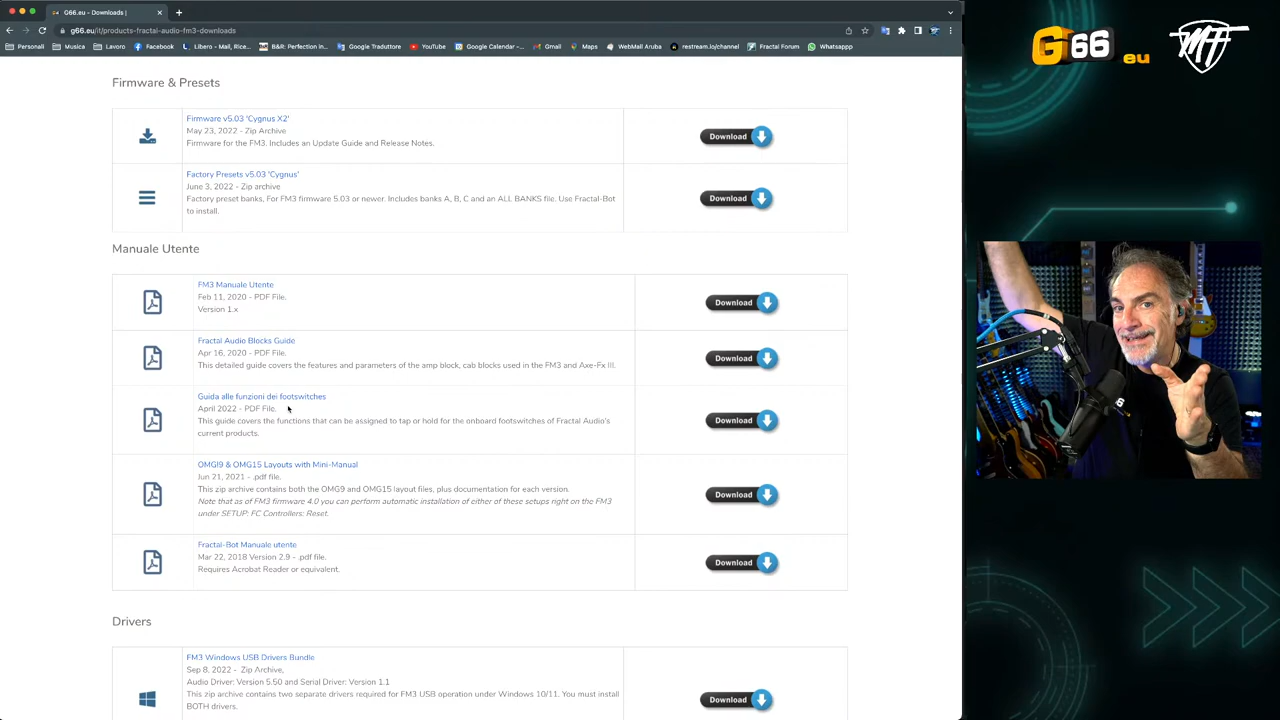 G66.eu - Downloads |
g66.eu/it/products-fractal-audio-fm3-downloads
Personali
Musica
Lavoro
Facebook
Libero - Mail, Rice...
B&R: Perfection in...
Google Traduttore
YouTube
Google Calendar -...
Gmail
Maps
WebMail Aruba
restream.io/channel
Fractal Forum
Whatsappp
G66
eu
MF
Firmware & Presets
Firmware v5.03 'Cygnus X2'
May 23, 2022 - Zip Archive
Firmware for the FM3. Includes an Update Guide and Release Notes.
Download
Factory Presets v5.03 'Cygnus'
June 3, 2022 - Zip archive
Factory preset banks, For FM3 firmware 5.03 or newer. Includes banks A, B, C and an ALL BANKS file. Use Fractal-Bot
to install.
Download
Manuale Utente
FM3 Manuale Utente
Feb 11, 2020 - PDF File.
Version 1.x
Download
Fractal Audio Blocks Guide
Apr 16, 2020 - PDF File.
This detailed guide covers the features and parameters of the amp block, cab blocks used in the FM3 and Axe-Fx III.
Download
Guida alle funzioni dei footswitches
April 2022 - PDF File.
This guide covers the functions that can be assigned to tap or hold for the onboard footswitches of Fractal Audio's
current products.
Download
OMGI9 & OMG15 Layouts with Mini-Manual
Jun 21, 2021 - .pdf file.
This zip archive contains both the OMG9 and OMG15 layout files, plus documentation for each version.
Note that as of FM3 firmware 4.0 you can perform automatic installation of either of these setups right on the FM3
under SETUP: FC Controllers: Reset.
Download
Fractal-Bot Manuale utente
Mar 22, 2018 Version 2.9 - .pdf file.
Requires Acrobat Reader or equivalent.
Download
Drivers
FM3 Windows USB Drivers Bundle
Sep 8, 2022 - Zip Archive,
Audio Driver: Version 5.50 and Serial Driver: Version 1.1
This zip archive contains two separate drivers required for FM3 USB operation under Windows 10/11. You must install
BOTH drivers.
Download